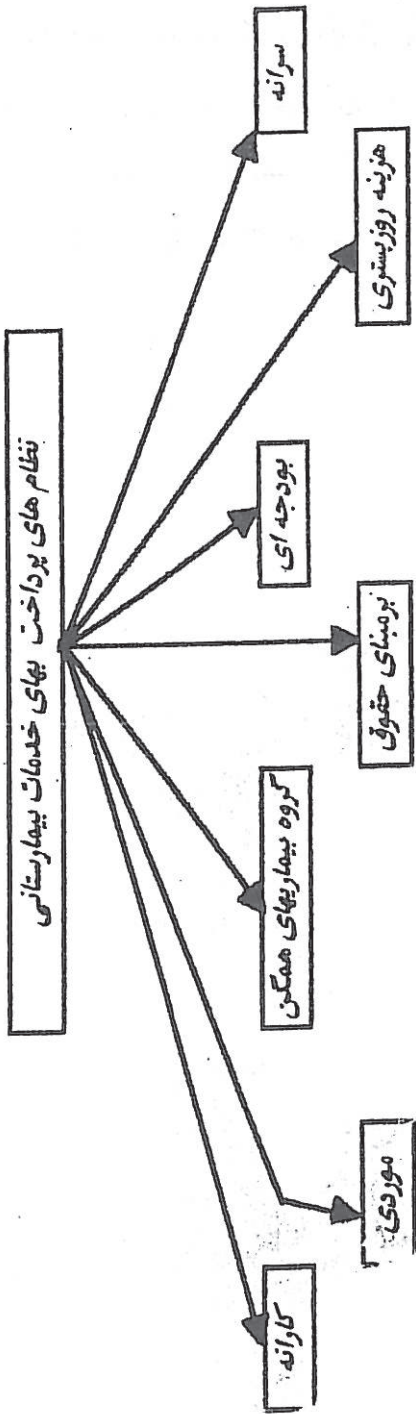 نظام های پرداخت بهای خدمات بیمارستانی
سرانه
هزینه روزبستری
بودجه ای
برمبنای حقوق
گروه بیماریهای همگن
موردی
کارانه